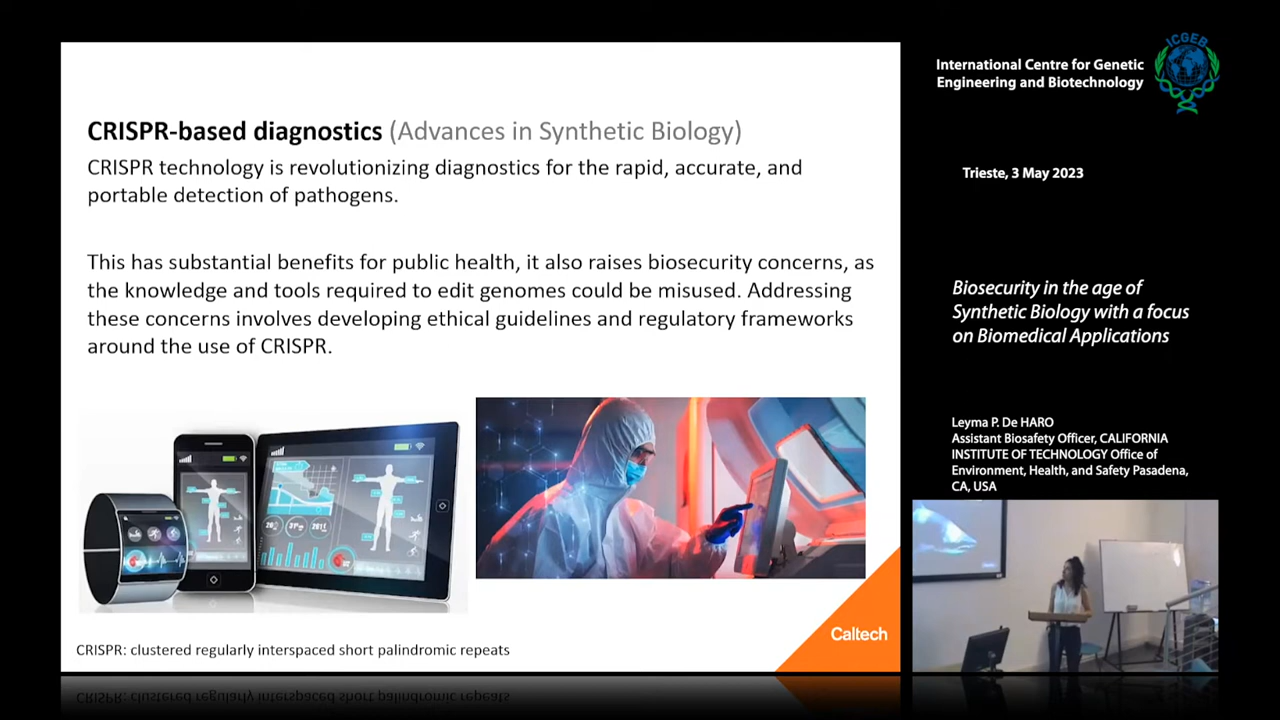 CRISPR-based diagnostics (Advances in Synthetic Biology)
CRISPR technology is revolutionizing diagnostics for the rapid, accurate, and
portable detection of pathogens.
This has substantial benefits for public health, it also raises biosecurity concerns, as
the knowledge and tools required to edit genomes could be misused. Addressing
these concerns involves developing ethical guidelines and regulatory frameworks
around the use of CRISPR.
Caltech
CRISPR: clustered regularly interspaced short palindromic repeats
International Centre for Genetic
Engineering and Biotechnology
ICGEB
Trieste, 3 May 2023
Biosecurity in the age of
Synthetic Biology with a focus
on Biomedical Applications
Leyma P. De HARO
Assistant Biosafety Officer, CALIFORNIA
INSTITUTE OF TECHNOLOGY Office of
Environment, Health, and Safety Pasadena,
CA, USA